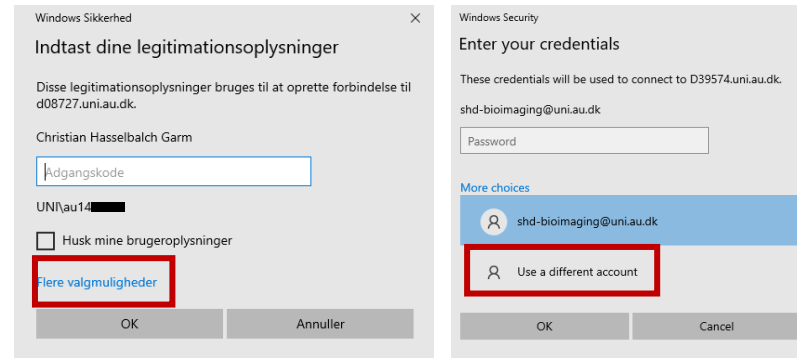 Windows Sikkerhed
Indtast dine legitimationsoplysninger
Disse legitimationsoplysninger bruges til at oprette forbindelse til
d08727.uni.au.dk.
Christian Hasselbalch Garm
Adgangskode
UNI\au14
Husk mine brugeroplysninger
Flere valgmuligheder
OK
Annuller
Windows Security
Enter your credentials
These credentials will be used to connect to D39574.uni.au.dk.
shd-bioimaging@uni.au.dk
Password
More choices
shd-bioimaging@uni.au.dk
Use a different account
OK
Cancel